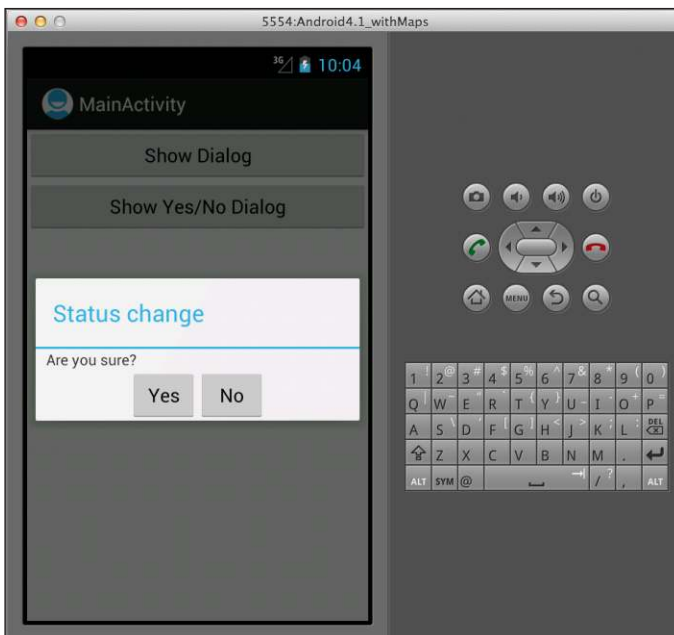 5554:Android4.1_withMaps
3G 10:04
MainActivity
Show Dialog
Show Yes/No Dialog
Status change
Are you sure?
Yes No
MENU
1 ! 2 @ 3 # 4 $ 5 % 6 ^ 7 & 8 * 9 ( 0 )
Q | W ~ E " R ` T { Y } U - I O + P =
A S \ D ' F [ G ] H < J > K ; L : DEL
Z X C V B N M .
ALT SYM @ / ? , ALT